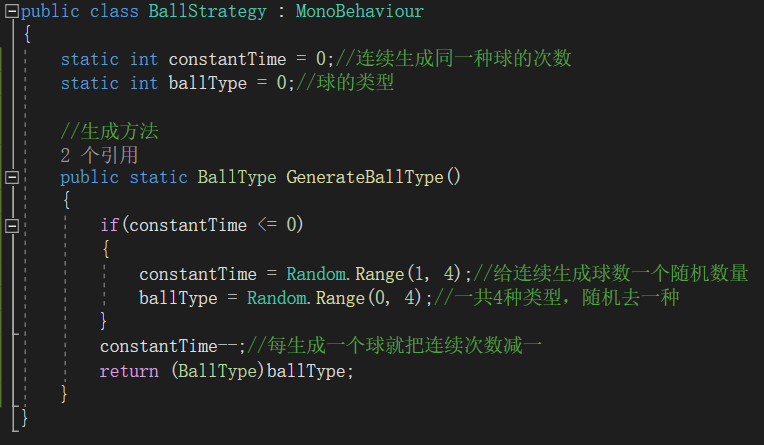 public class BallStrategy : MonoBehaviour
{
static int constantTime = 0;//连续生成同一种球的次数
static int ballType = 0;//球的类型
//生成方法
2 个引用
public static BallType GenerateBallType()
{
if(constantTime <= 0)
{
constantTime = Random.Range(1, 4);//给连续生成球数一个随机数量
ballType = Random.Range(0, 4);//一共4种类型，随机去一种
}
constantTime--;//每生成一个球就把连续次数减一
return (BallType)ballType;
}
}